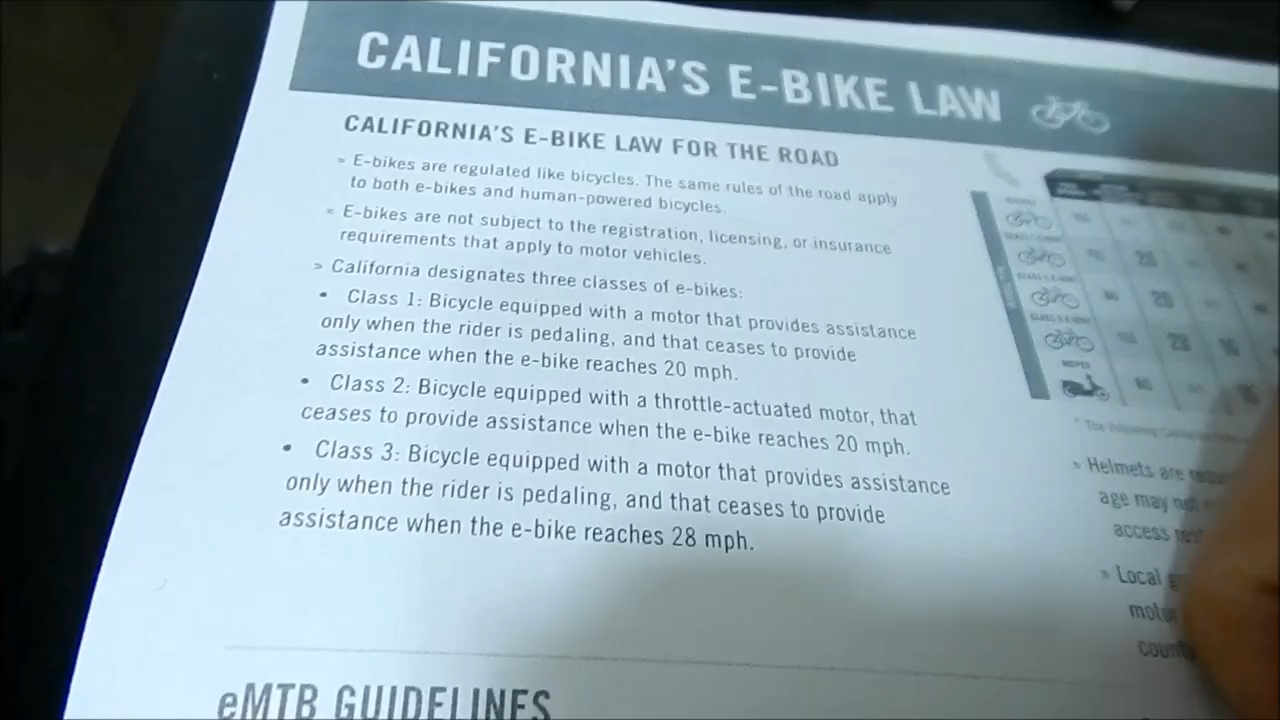 CALIFORNIA'S E-BIKE LAW
CALIFORNIA'S E-BIKE LAW FOR THE ROAD
» E-bikes are regulated like bicycles. The same rules of the road apply
to both e-bikes and human-powered bicycles.
» E-bikes are not subject to the registration, licensing, or insurance
requirements that apply to motor vehicles.
» California designates three classes of e-bikes:
• Class 1: Bicycle equipped with a motor that provides assistance
only when the rider is pedaling, and that ceases to provide
assistance when the e-bike reaches 20 mph.
• Class 2: Bicycle equipped with a throttle-actuated motor, that
ceases to provide assistance when the e-bike reaches 20 mph.
• Class 3: Bicycle equipped with a motor that provides assistance
only when the rider is pedaling, and that ceases to provide
assistance when the e-bike reaches 28 mph.
eMTB GUIDELINES
MOPED
* The following
» Helmets are
age may not
access
» Local